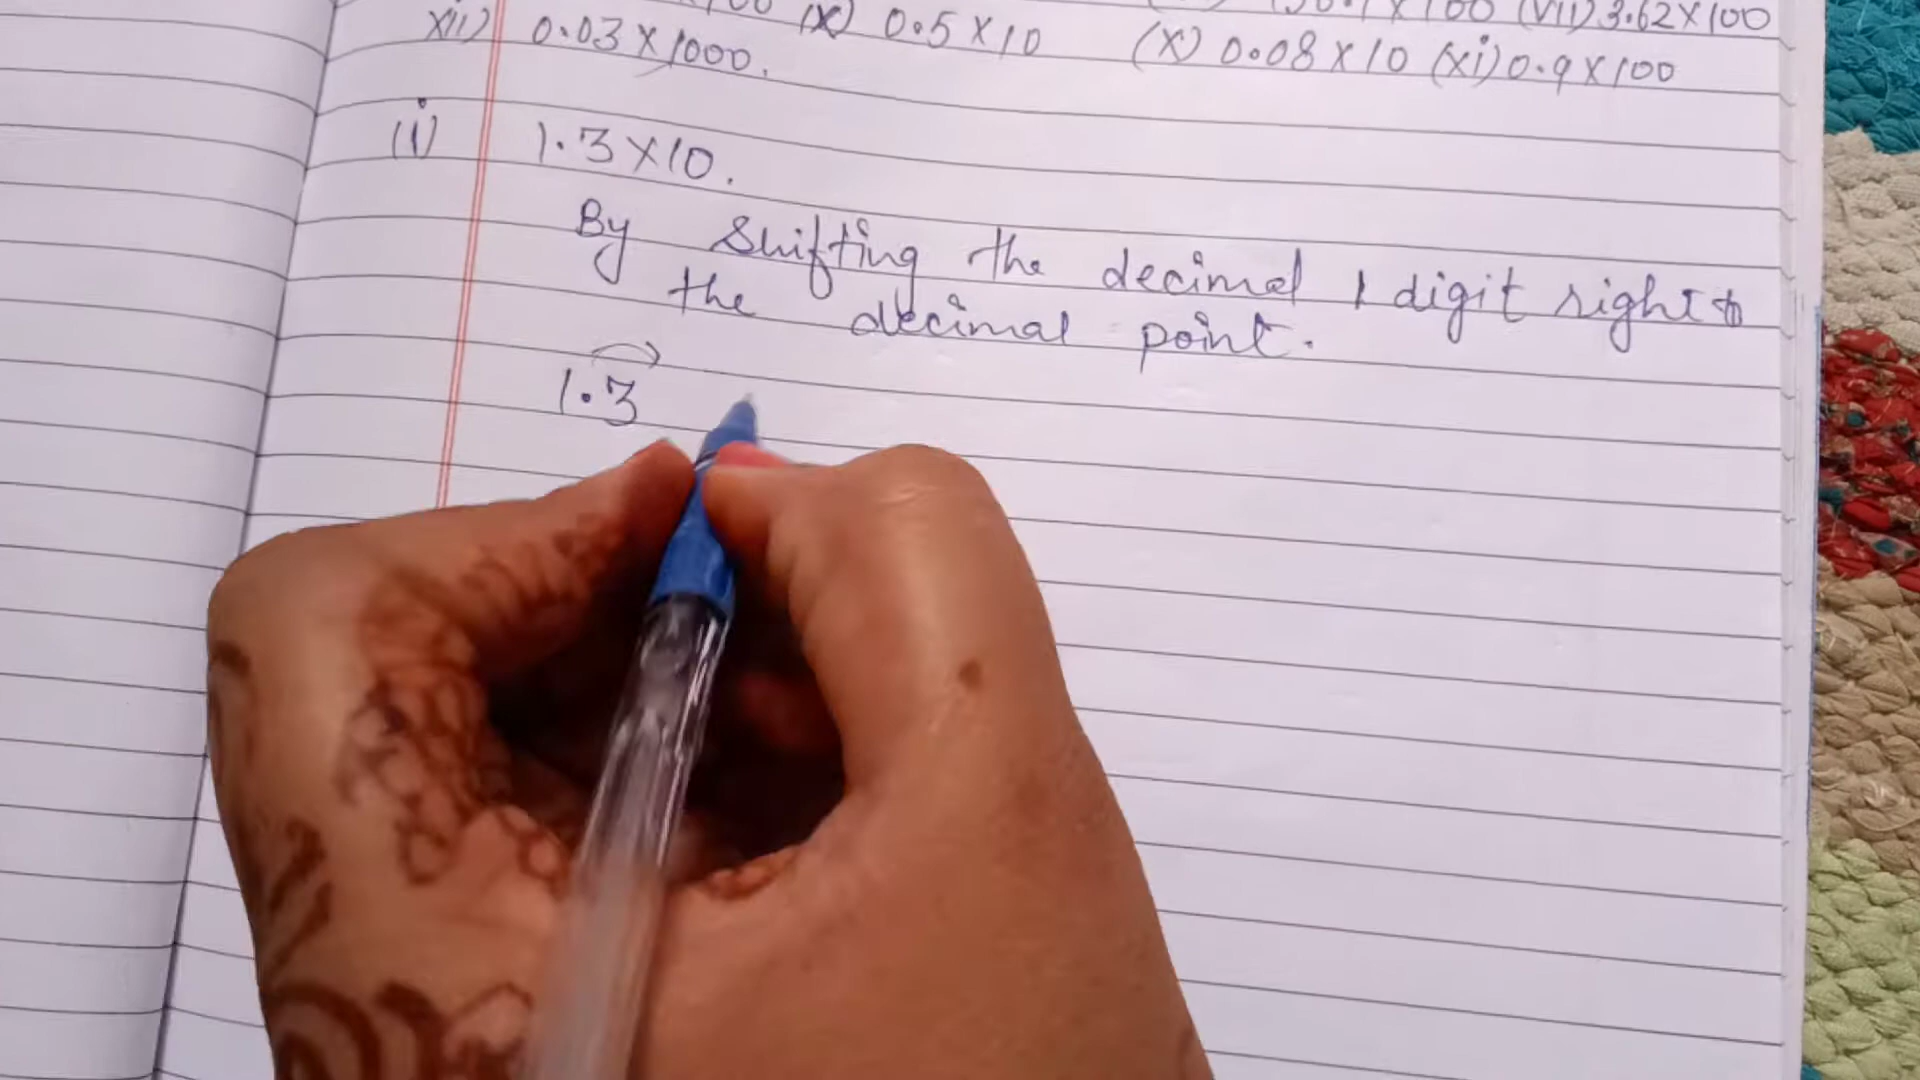 (x) 0.5 X 10 X 100 (vii) 3.62 X 100
xii) 0.03 X 1000. (x) 0.08 X 10 (xi) 0.9 X 100
(i) 1.3 X 10.
By shifting the decimal 1 digit right to
the decimal point.
1.3